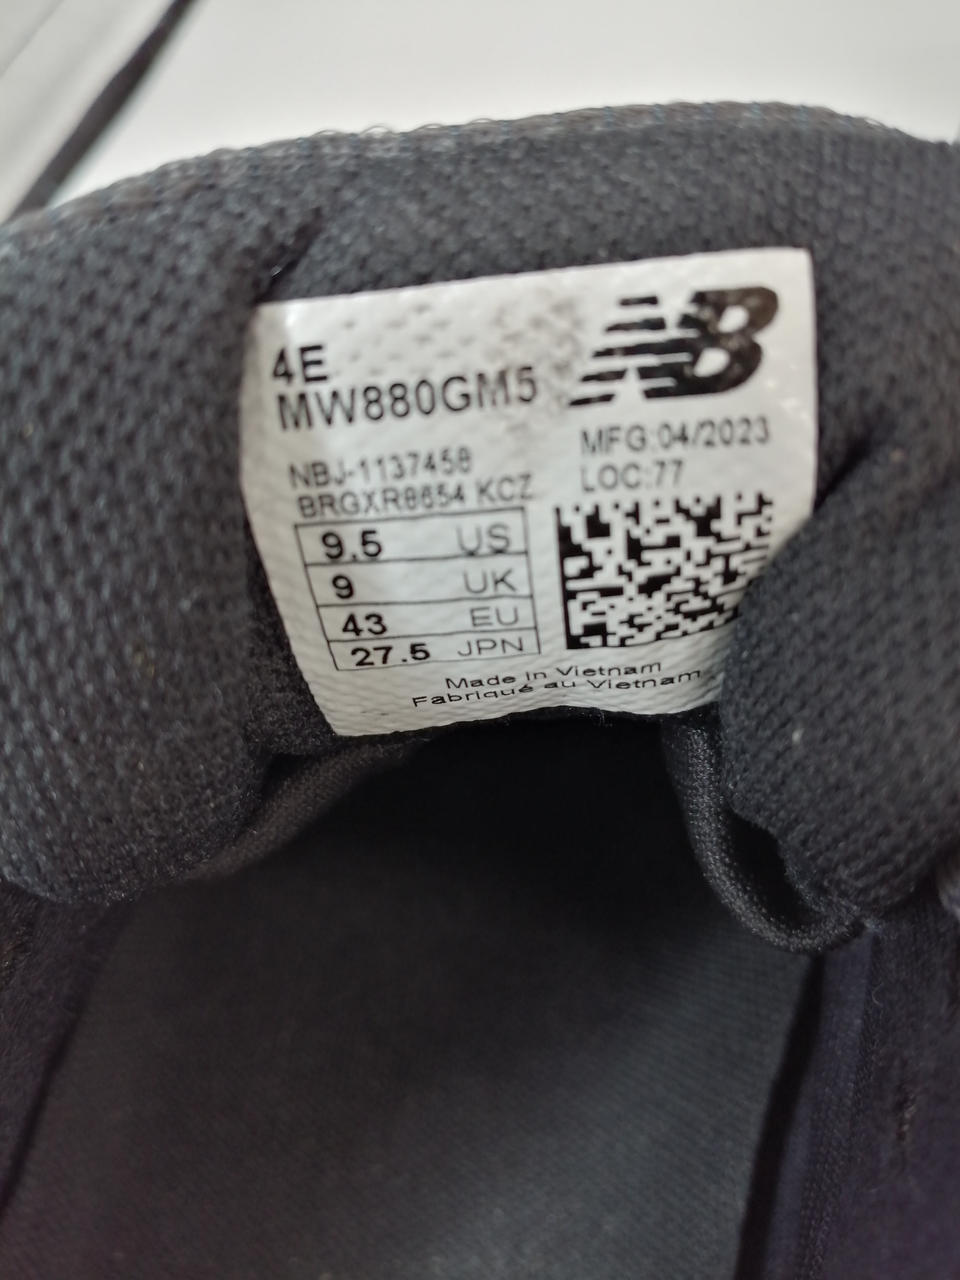 4E
MW880GM5
NB
MFG:04/2023
LOC:77
NBJ-1137458
BRGXR8654 KCZ
9.5 US
9 UK
43 EU
27.5 JPN
Made in Vietnam
Fabriqué au Vietnam